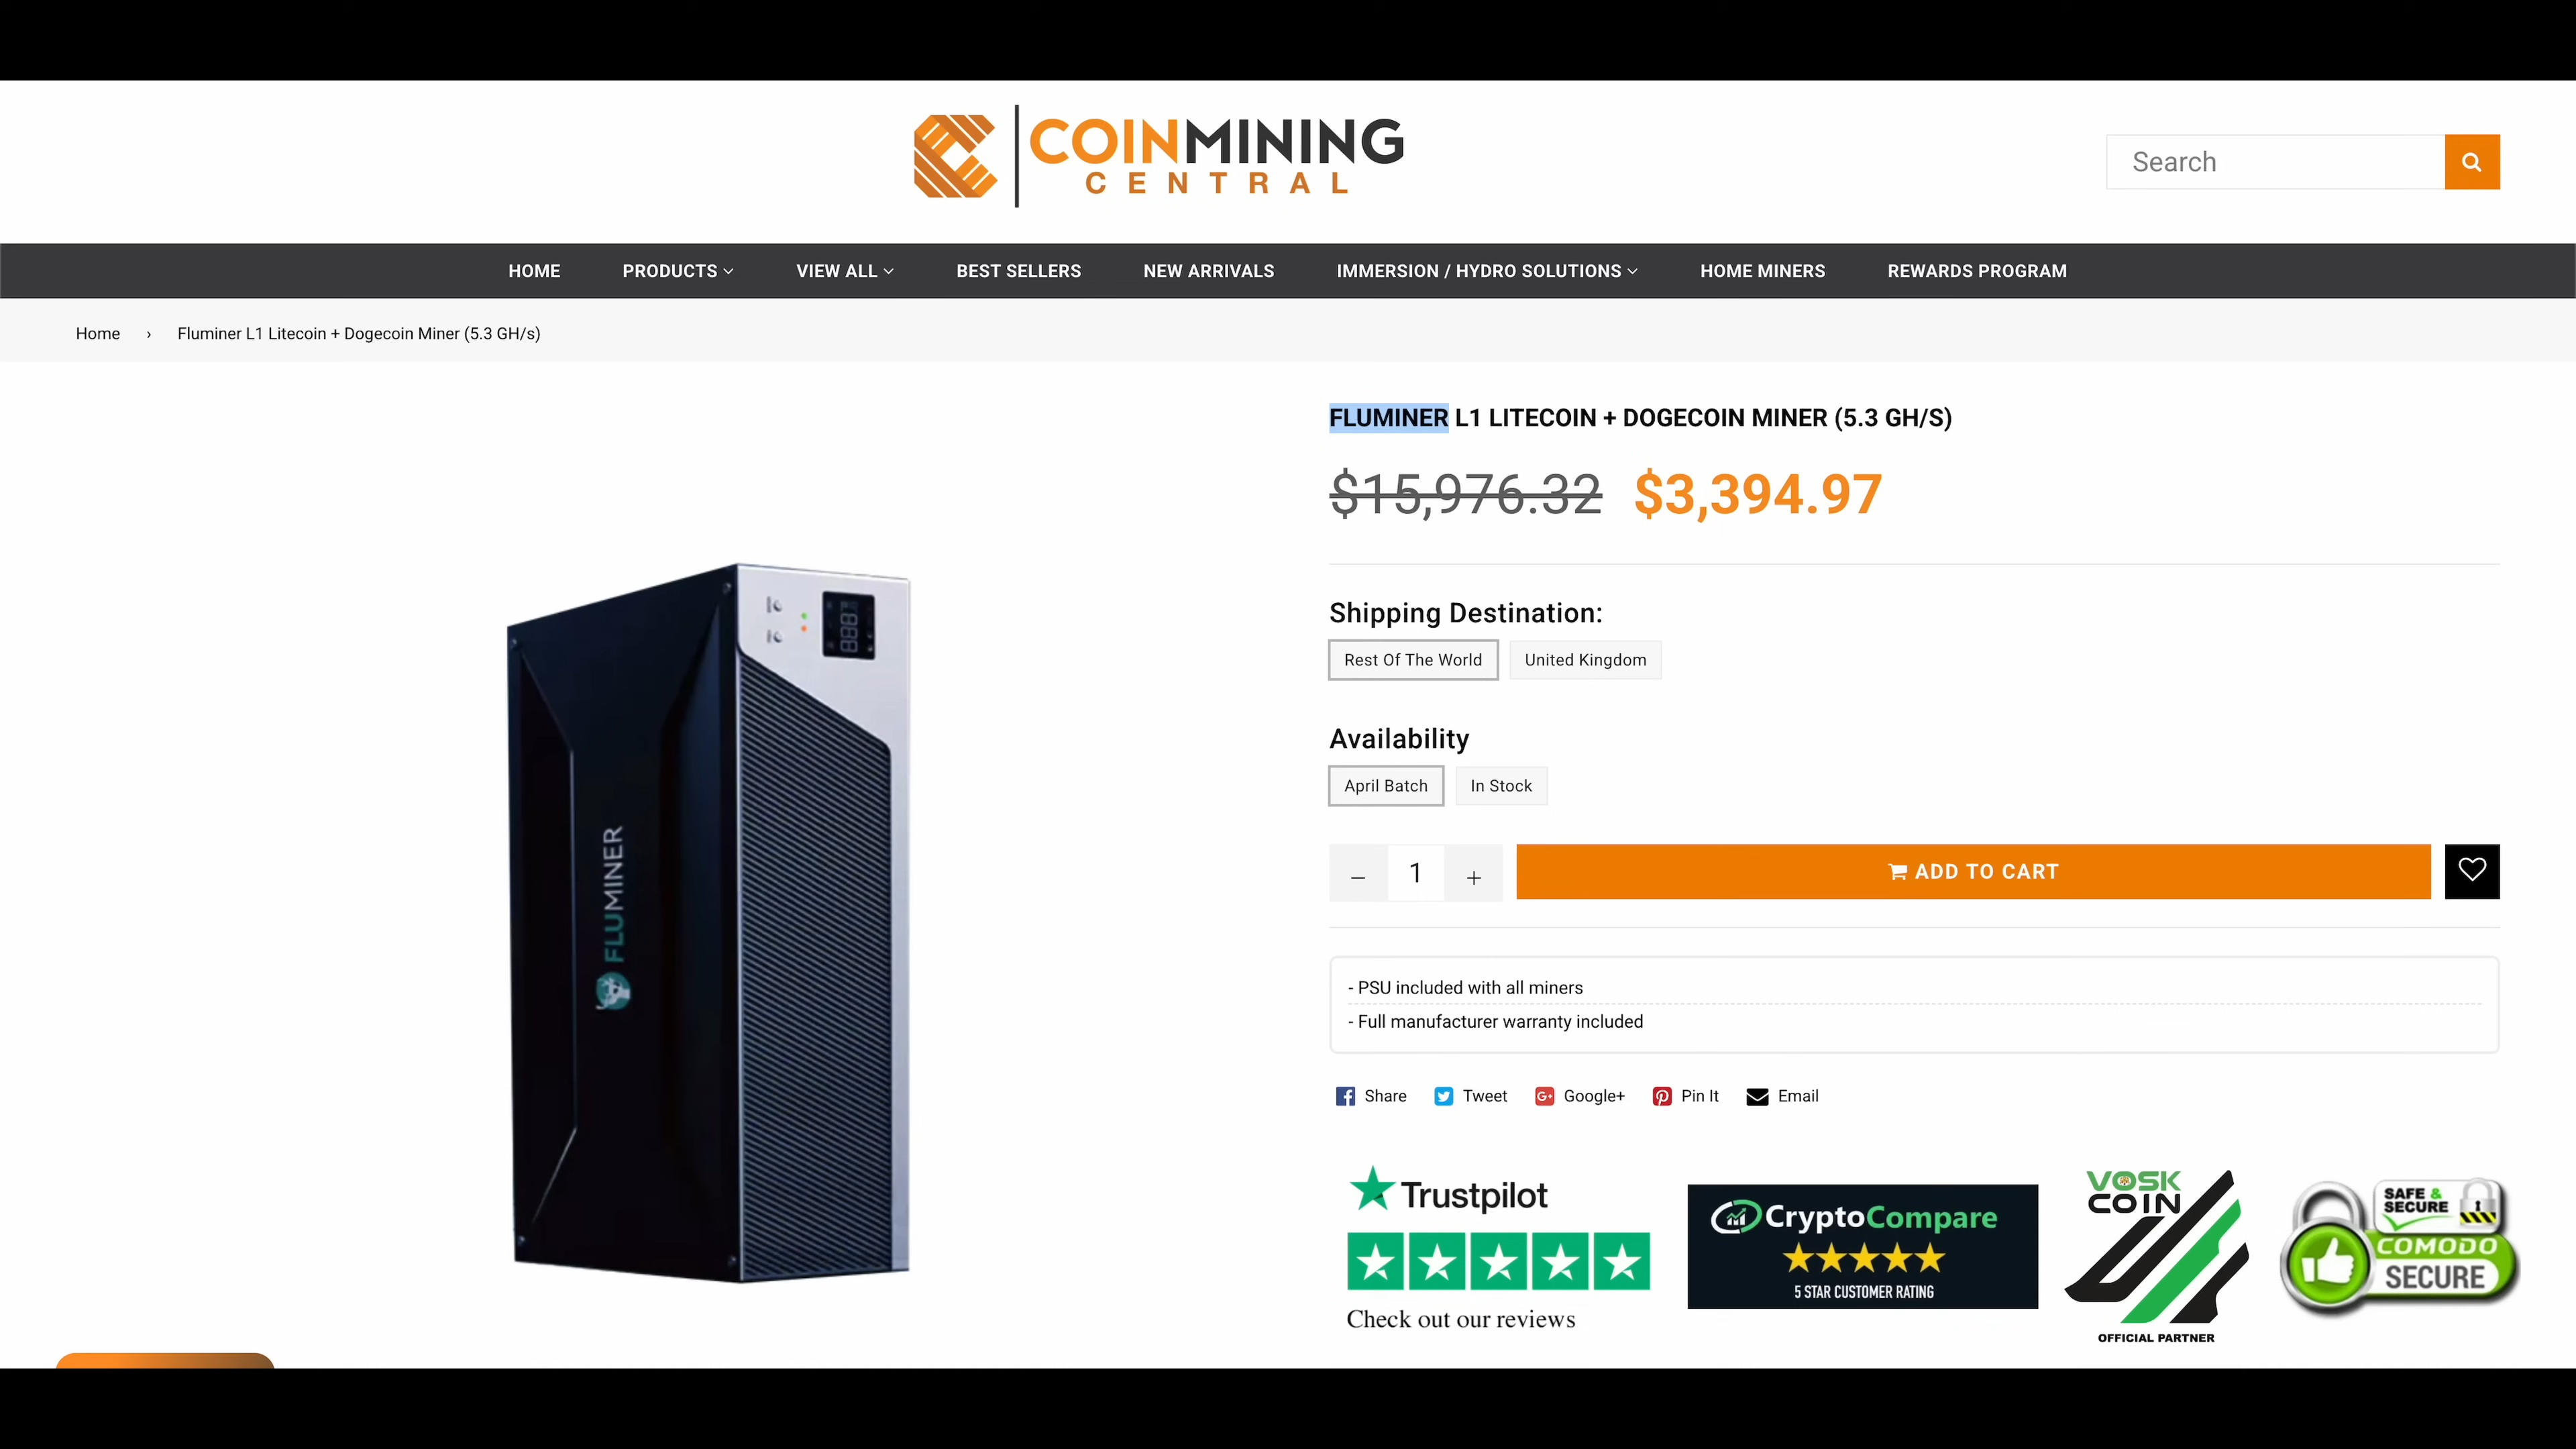 COINMINING
CENTRAL
Search
HOME
PRODUCTS
VIEW ALL
BEST SELLERS
NEW ARRIVALS
IMMERSION / HYDRO SOLUTIONS
HOME MINERS
REWARDS PROGRAM
Home › Fluminer L1 Litecoin + Dogecoin Miner (5.3 GH/s)
FLUMINER L1 LITECOIN + DOGECOIN MINER (5.3 GH/S)
$15,976.32 $3,394.97
Shipping Destination:
Rest Of The World
United Kingdom
Availability
April Batch
In Stock
FLUMINER
– 1 +
ADD TO CART
- PSU included with all miners
- Full manufacturer warranty included
Share
Tweet
Google+
Pin It
Email
Trustpilot
Check out our reviews
CryptoCompare
5 STAR CUSTOMER RATING
VOSK
COIN
OFFICIAL PARTNER
SAFE &
SECURE
COMODO
SECURE